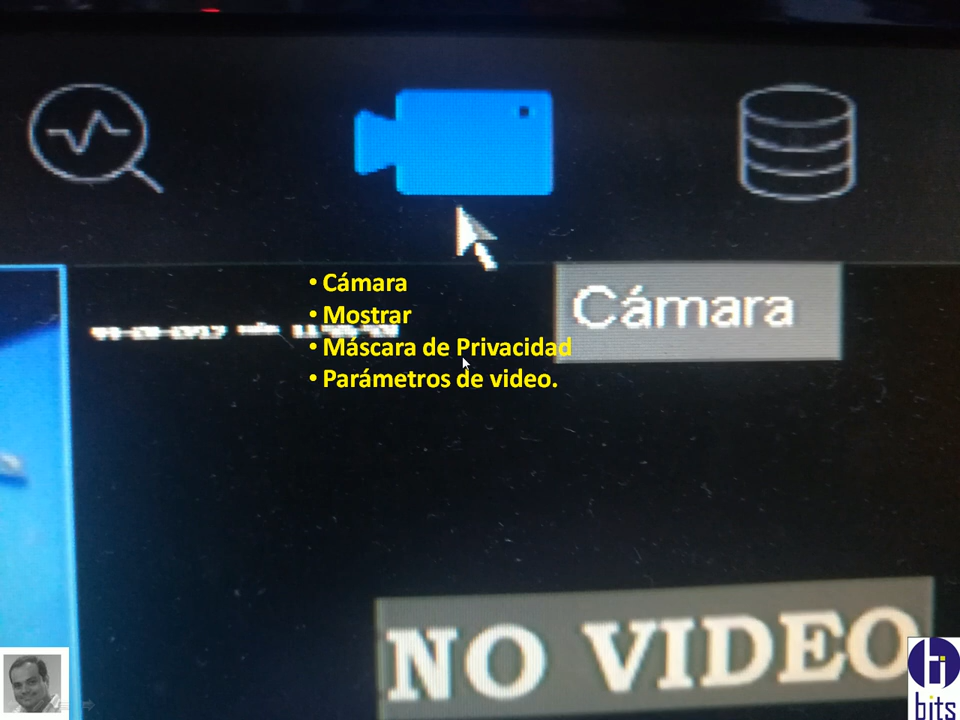 • Cámara
• Mostrar
• Máscara de Privacidad
• Parámetros de video.
Cámara
NO VIDEO
bits